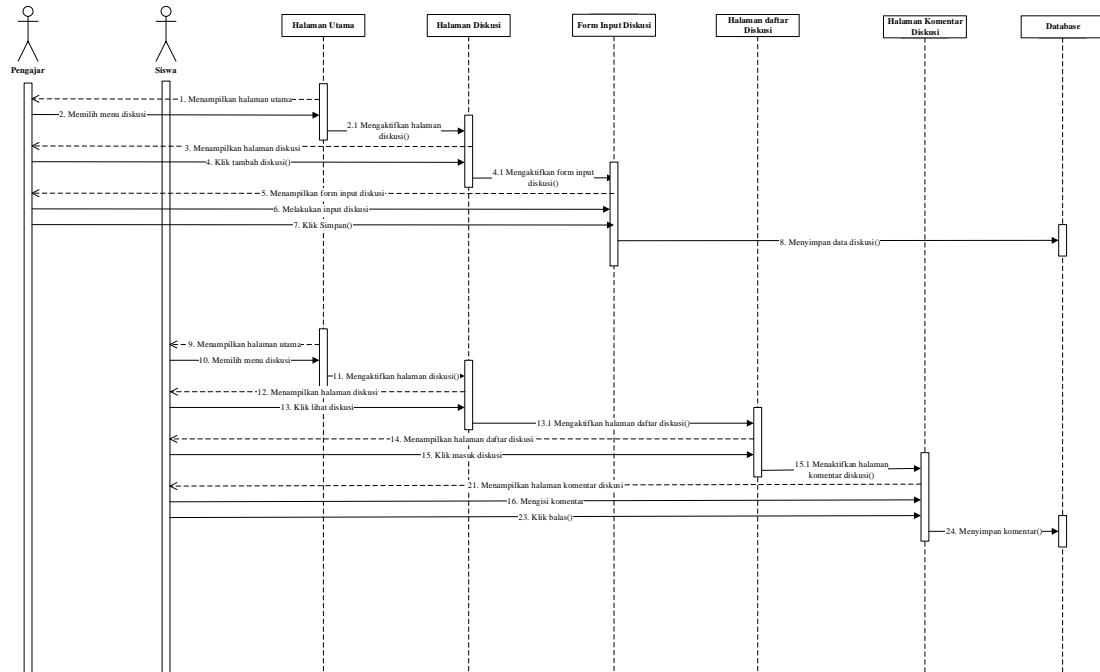 Halaman Utama
Halaman Diskusi
Form Input Diskusi
Halaman daftar
Diskusi
Halaman Komentar
Diskusi
Database
Pengajar
Siswa
1. Menampilkan halaman utama
2. Memilih menu diskusi
2.1 Mengaktifkan halaman
diskusi()
3. Menampilkan halaman diskusi
4. Klik tambah diskusi()
4.1 Mengaktifkan form input
diskusi()
5. Menampilkan form input diskusi
6. Melakukan input diskusi
7. Klik Simpan()
8. Menyimpan data diskusi()
9. Menampilkan halaman utama
10. Memilih menu diskusi
11. Mengaktifkan halaman diskusi()
12. Menampilkan halaman diskusi
13. Klik lihat diskusi
13.1 Mengaktifkan halaman daftar diskusi()
14. Menampilkan halaman daftar diskusi
15. Klik masuk diskusi
15.1 Menaktifkan halaman
komentar diskusi()
21. Menampilkan halaman komentar diskusi
16. Mengisi komentar
23. Klik balas()
24. Menyimpan komentar()